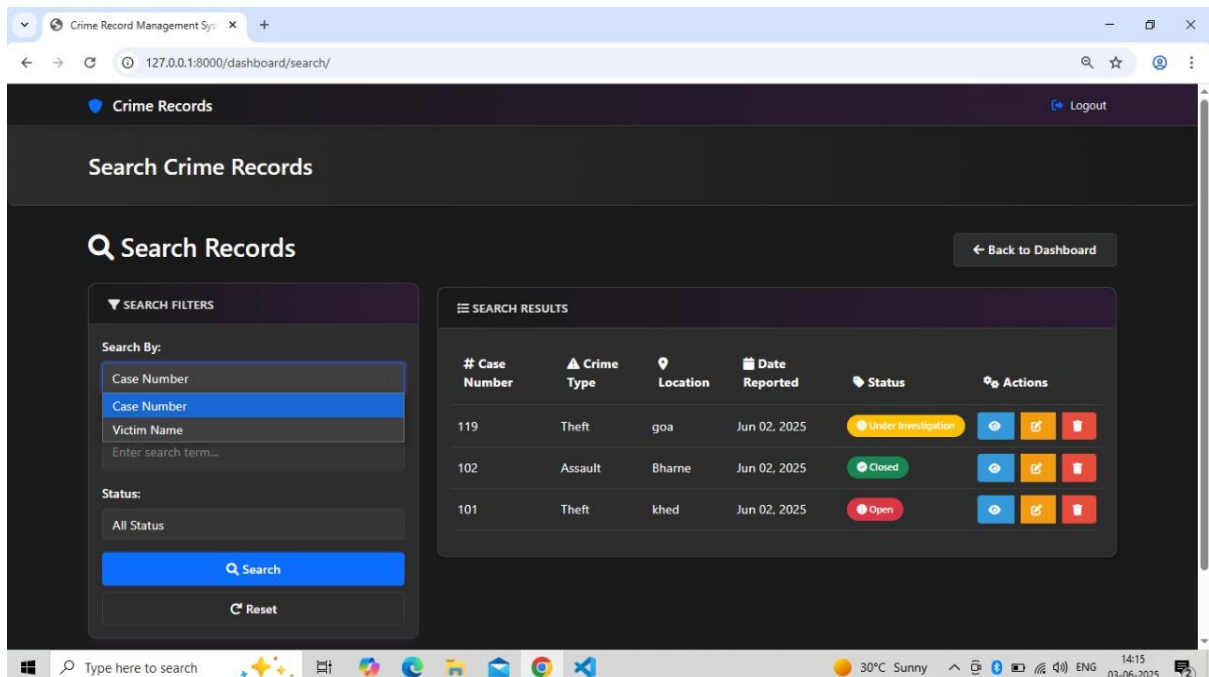 Crime Record Management Sys
127.0.0.1:8000/dashboard/search/
Crime Records
Logout
Search Crime Records
Search Records
← Back to Dashboard
SEARCH FILTERS
Search By:
Case Number
Case Number
Victim Name
Enter search term...
Status:
All Status
Search
Reset
SEARCH RESULTS
# Case Number Crime Type Location Date Reported Status Actions
119 Theft goa Jun 02, 2025 Under Investigation
102 Assault Bharne Jun 02, 2025 Closed
101 Theft khed Jun 02, 2025 Open
Type here to search
30°C Sunny
ENG
14:15
03-06-2025
2